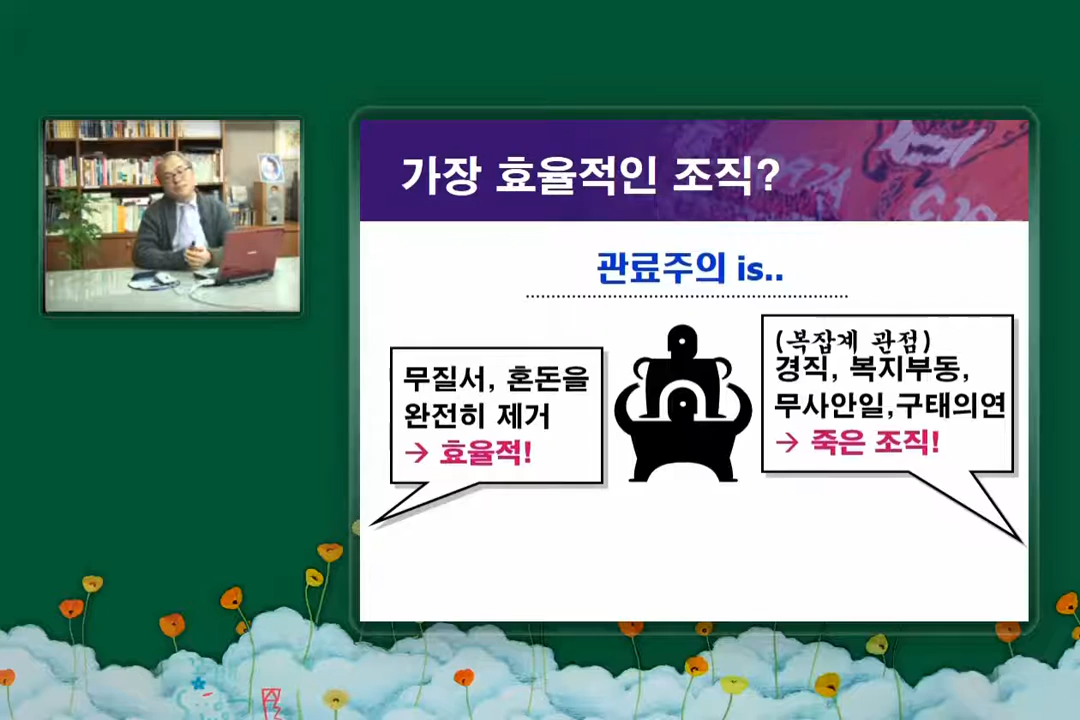 가장 효율적인 조직?
관료주의 is..
무질서, 혼돈을
완전히 제거
→ 효율적!
(복잡계 관점)
경직, 복지부동,
무사안일,구태의연
→ 죽은 조직!